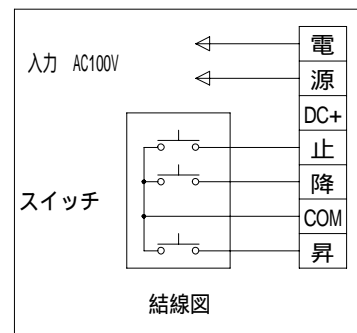 入力 AC100V
電
源
DC+
止
降
COM
昇
スイッチ
結線図